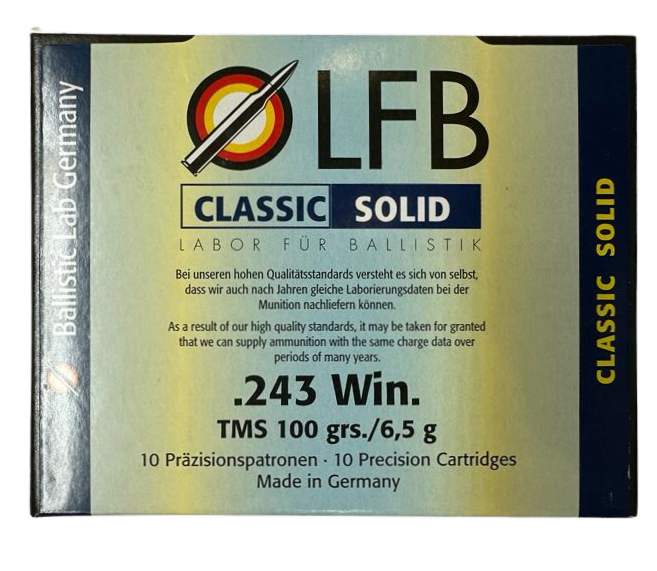 Ballistic Lab Germany
LFB
CLASSIC SOLID
LABOR FÜR BALLISTIK
Bei unseren hohen Qualitätsstandards versteht es sich von selbst,
dass wir auch nach Jahren gleiche Laborierungsdaten bei der
Munition nachliefern können.
As a result of our high quality standards, it may be taken for granted
that we can supply ammunition with the same charge data over
periods of many years.
.243 Win.
TMS 100 grs./6,5 g
10 Präzisionspatronen · 10 Precision Cartridges
Made in Germany
CLASSIC SOLID